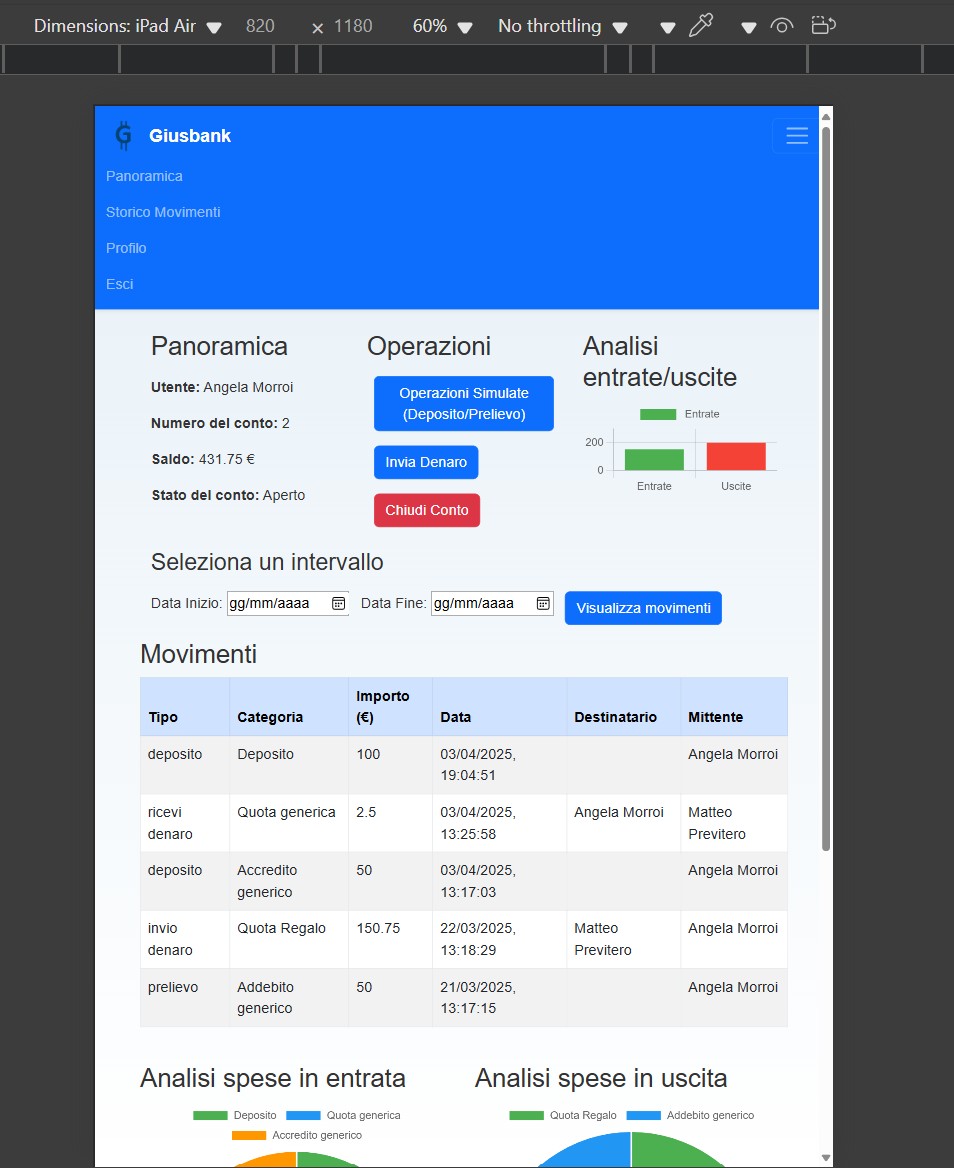 Dimensions: iPad Air 820 × 1180 60% No throttling
Giusbank
Panoramica
Storico Movimenti
Profilo
Esci
Panoramica
Utente: Angela Morroi
Numero del conto: 2
Saldo: 431.75 €
Stato del conto: Aperto
Operazioni
Operazioni Simulate
(Deposito/Prelievo)
Invia Denaro
Chiudi Conto
Analisi
entrate/uscite
Entrate
200
0
Entrate Uscite
Seleziona un intervallo
Data Inizio: gg/mm/aaaa Data Fine: gg/mm/aaaa Visualizza movimenti
Movimenti
Tipo Categoria Importo (€) Data Destinatario Mittente
deposito Deposito 100 03/04/2025, 19:04:51 Angela Morroi
ricevi denaro Quota generica 2.5 03/04/2025, 13:25:58 Angela Morroi Matteo Previtero
deposito Accredito generico 50 03/04/2025, 13:17:03 Angela Morroi
invio denaro Quota Regalo 150.75 22/03/2025, 13:18:29 Matteo Previtero Angela Morroi
prelievo Addebito generico 50 21/03/2025, 13:17:15 Angela Morroi
Analisi spese in entrata
Deposito Quota generica
Accredito generico
Analisi spese in uscita
Quota Regalo Addebito generico